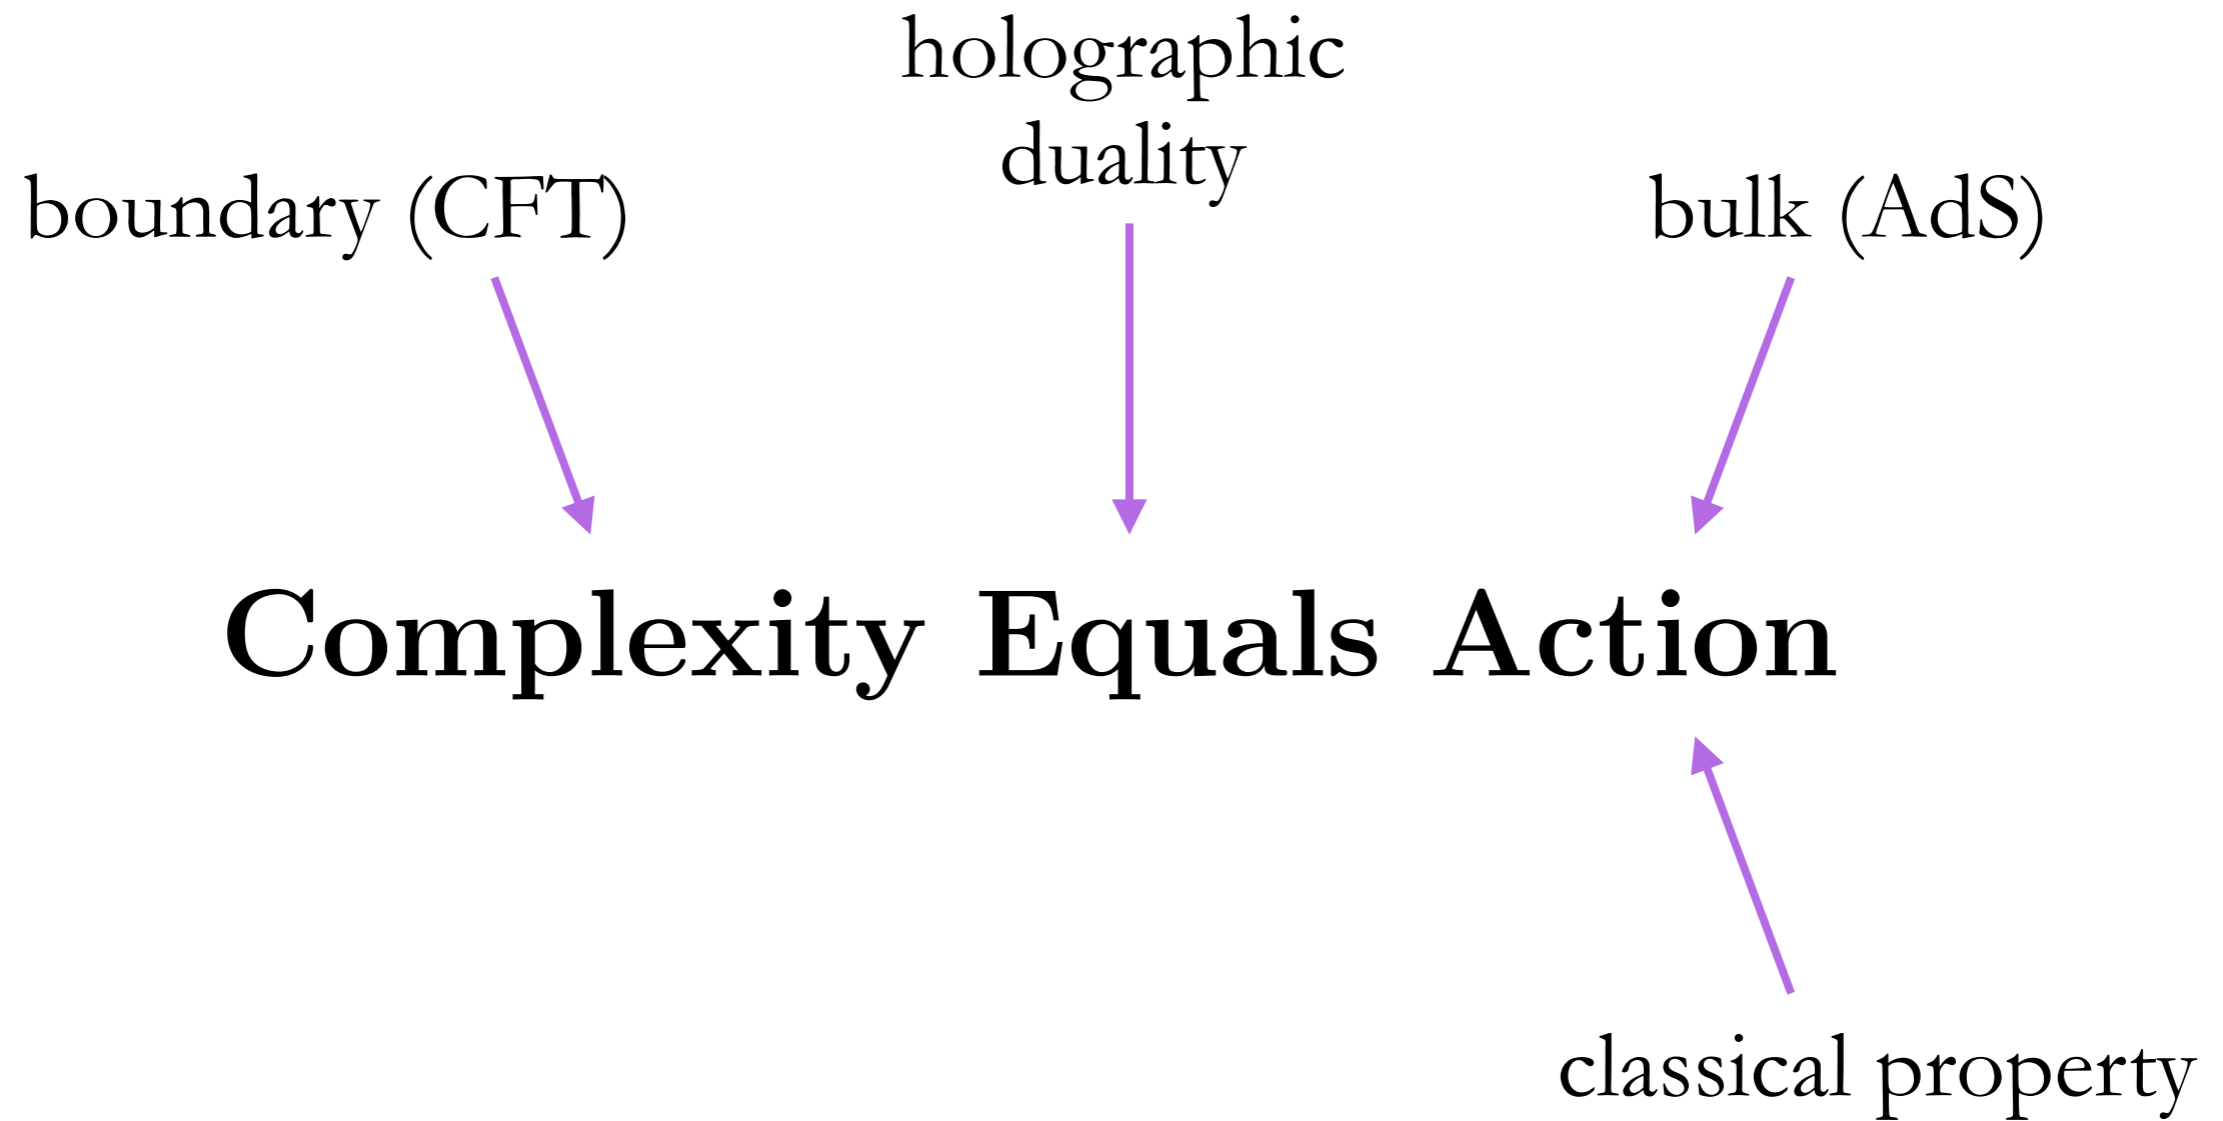 holographic
duality
boundary (CFT)
bulk (AdS)
Complexity Equals Action
classical property